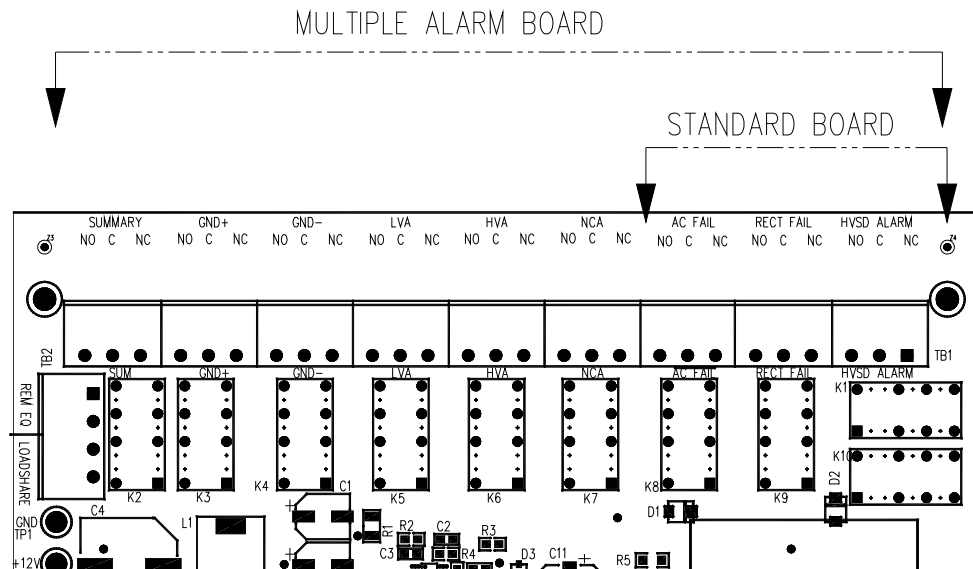 MULTIPLE ALARM BOARD
STANDARD BOARD
SUMMARY GND+ GND- LVA HVA NCA AC FAIL RECT FAIL HVSD ALARM
NO C NC NO C NC NO C NC NO C NC NO C NC NO C NC NO C NC NO C NC NO C NC
TB2 TB1
SUM GND+ GND- LVA HVA NCA AC FAIL RECT FAIL HVSD ALARM
REM EQ
K1
LOADSHARE
K10
K2 K3 K4 C1 K5 K6 K7 K8 K9 D2
C4 L1 D1
GND
TP1
R1 R2 C2 R3
C3 R4 D3 C11 R5
+12V